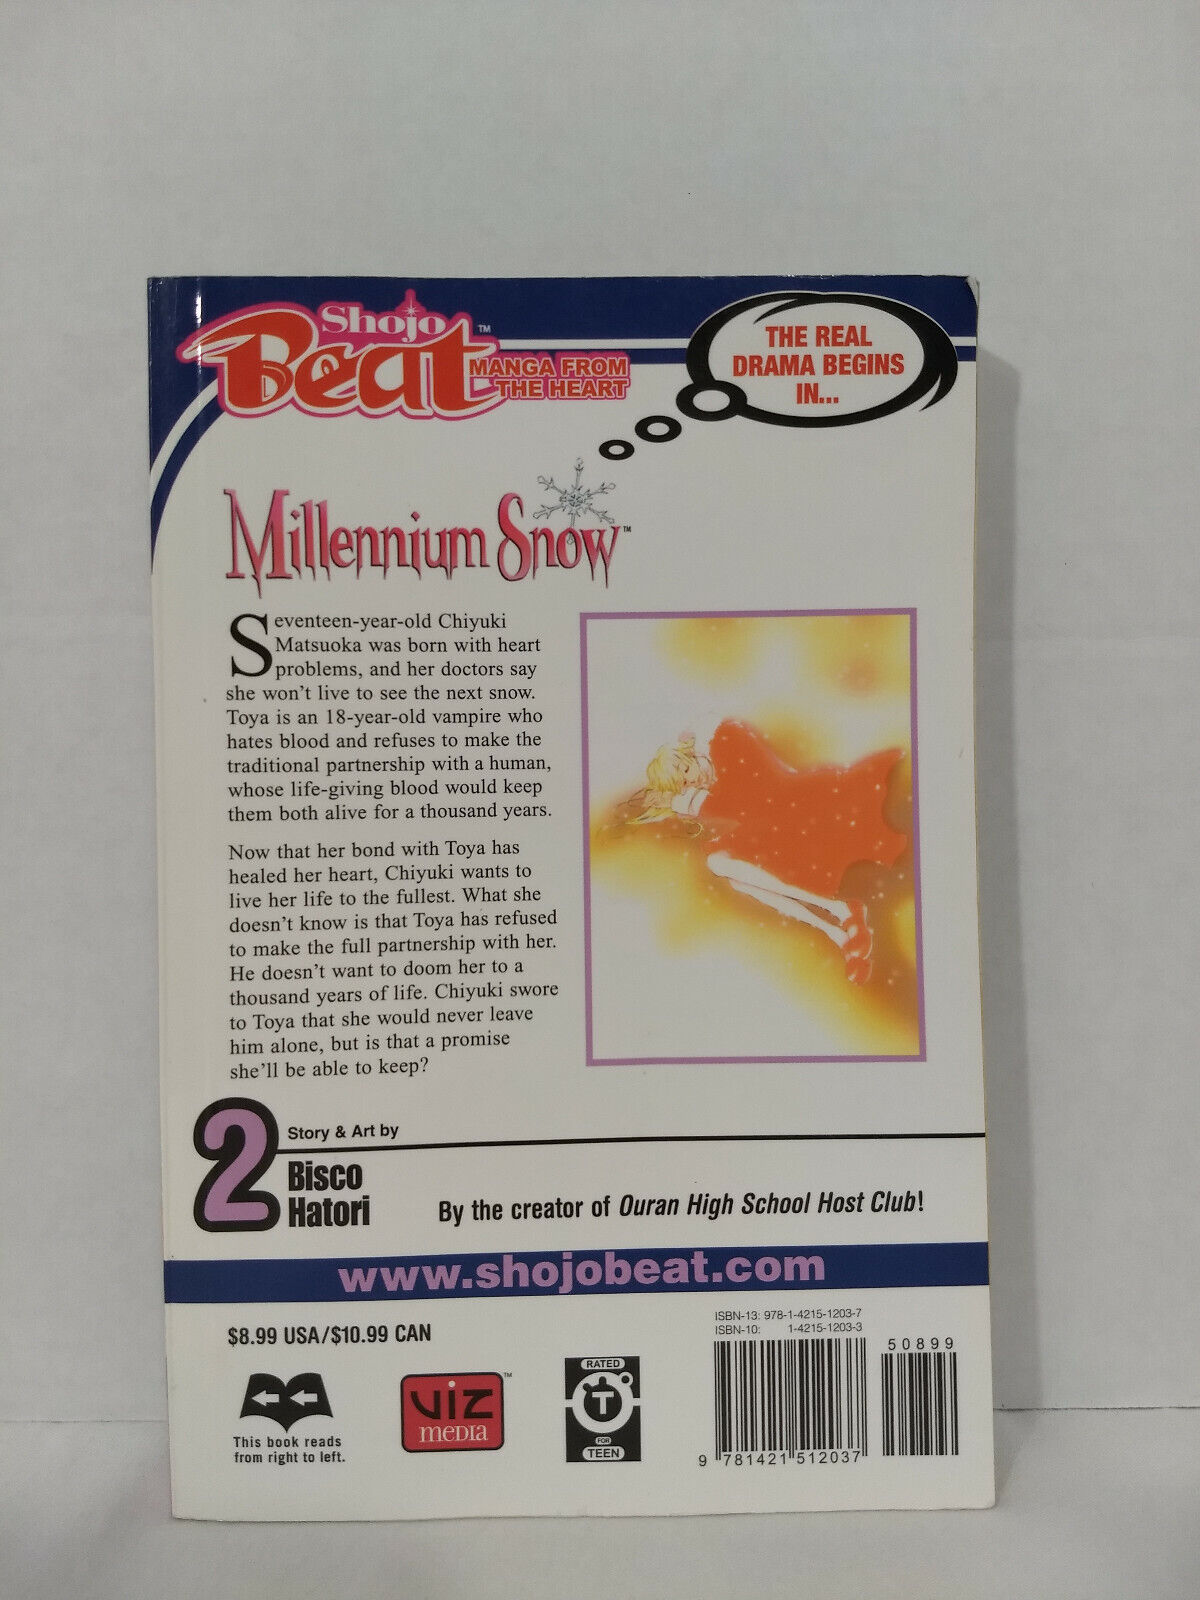 Shojo
Beat™
MANGA FROM
THE HEART
THE REAL
DRAMA BEGINS
IN...
Millennium Snow™
Seventeen-year-old Chiyuki
Matsuoka was born with heart
problems, and her doctors say
she won't live to see the next snow.
Toya is an 18-year-old vampire who
hates blood and refuses to make the
traditional partnership with a human,
whose life-giving blood would keep
them both alive for a thousand years.
Now that her bond with Toya has
healed her heart, Chiyuki wants to
live her life to the fullest. What she
doesn't know is that Toya has refused
to make the full partnership with her.
He doesn't want to doom her to a
thousand years of life. Chiyuki swore
to Toya that she would never leave
him alone, but is that a promise
she'll be able to keep?
2
Story & Art by
Bisco
Hatori
By the creator of Ouran High School Host Club!
www.shojobeat.com
$8.99 USA/$10.99 CAN
ISBN-13: 978-1-4215-1203-7
ISBN-10: 1-4215-1203-3
50899
9 781421 512037
This book reads
from right to left.
VIZ™
MEDIA
RATED
T
FOR
TEEN